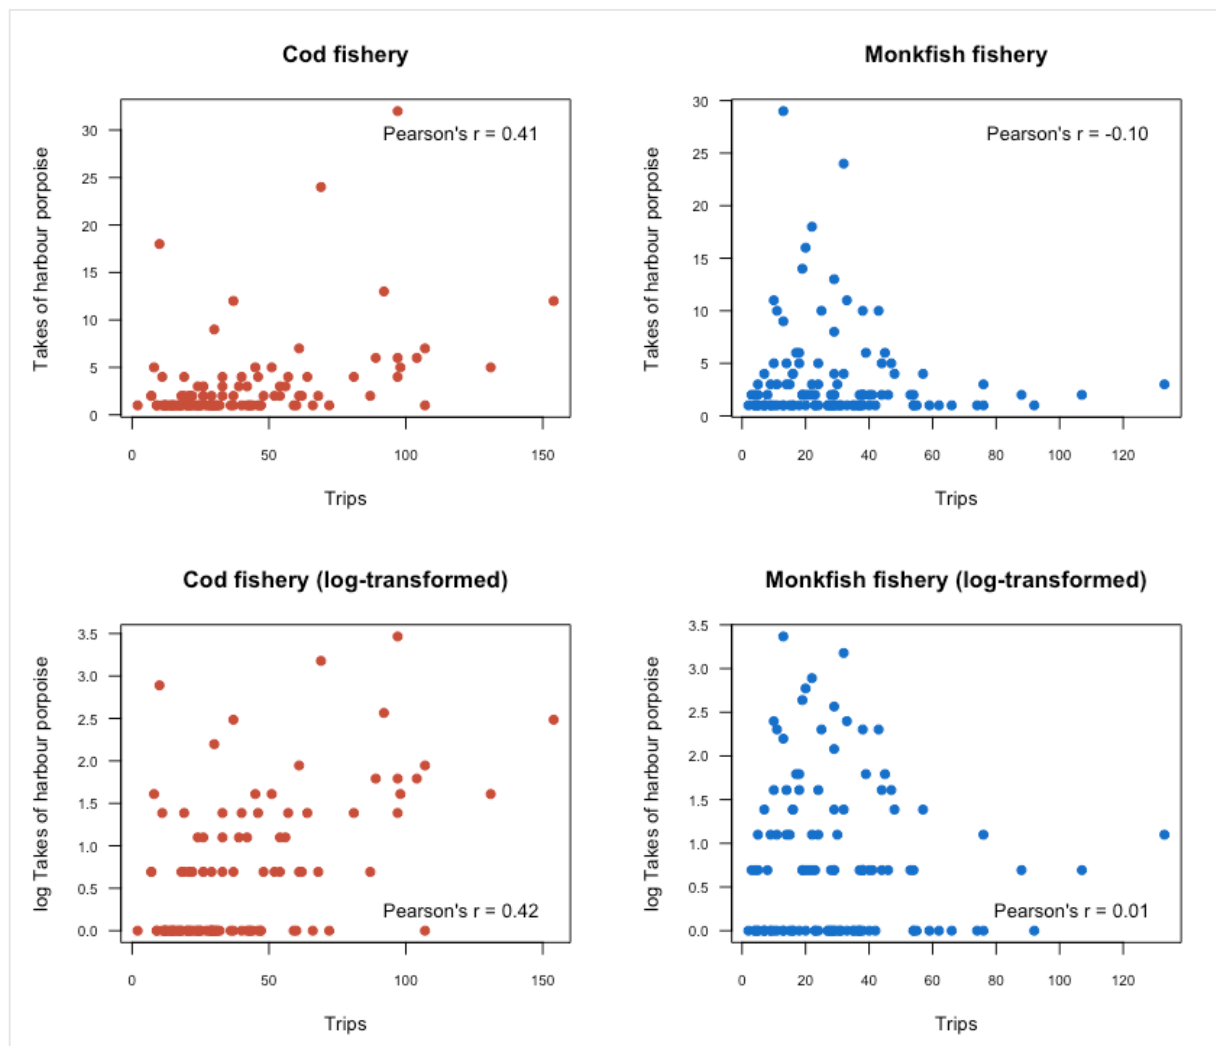 Cod fishery
Pearson's r = 0.41
Takes of harbour porpoise
30
25
20
15
10
5
0
0 50 100 150
Trips
Monkfish fishery
Pearson's r = -0.10
Takes of harbour porpoise
30
25
20
15
10
5
0
0 20 40 60 80 100 120
Trips
Cod fishery (log-transformed)
log Takes of harbour porpoise
3.5
3.0
2.5
2.0
1.5
1.0
0.5
0.0
Pearson's r = 0.42
0 50 100 150
Trips
Monkfish fishery (log-transformed)
log Takes of harbour porpoise
3.5
3.0
2.5
2.0
1.5
1.0
0.5
0.0
Pearson's r = 0.01
0 20 40 60 80 100 120
Trips